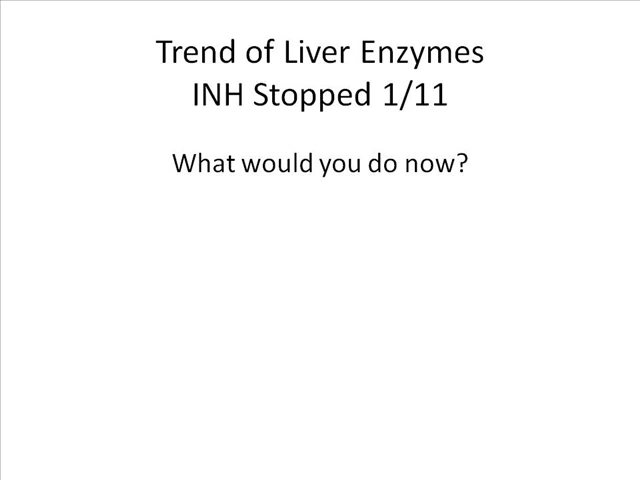 Trend of Liver Enzymes
INH Stopped 1/11
What would you do now?